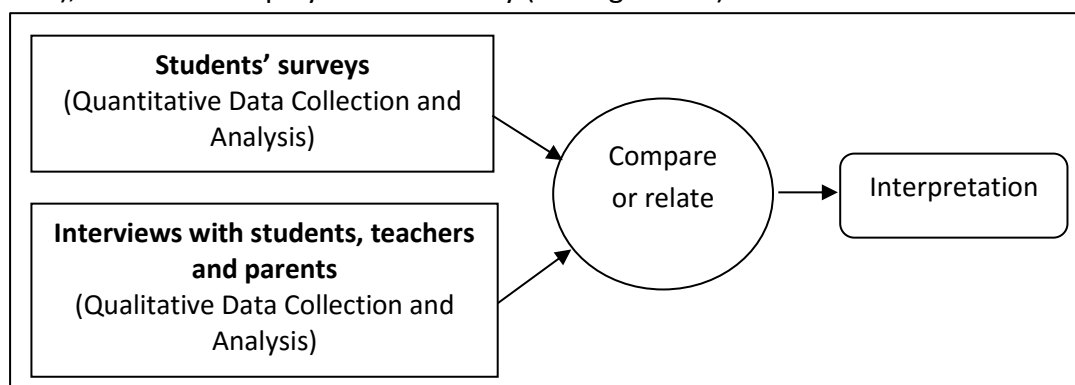 Students’ surveys
(Quantitative Data Collection and
Analysis)
Interviews with students, teachers
and parents
(Qualitative Data Collection and
Analysis)
Compare
or relate
Interpretation